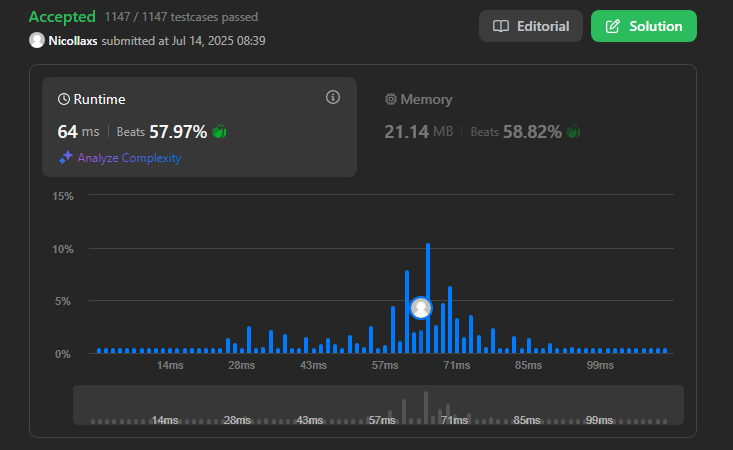 Accepted 1147 / 1147 testcases passed
Nicollaxs submitted at Jul 14, 2025 08:39
Editorial
Solution
Runtime
64 ms | Beats 57.97%
Analyze Complexity
Memory
21.14 MB | Beats 58.82%
15%
10%
5%
0%
14ms 28ms 43ms 57ms 71ms 85ms 99ms
14ms 28ms 43ms 57ms 71ms 85ms 99ms